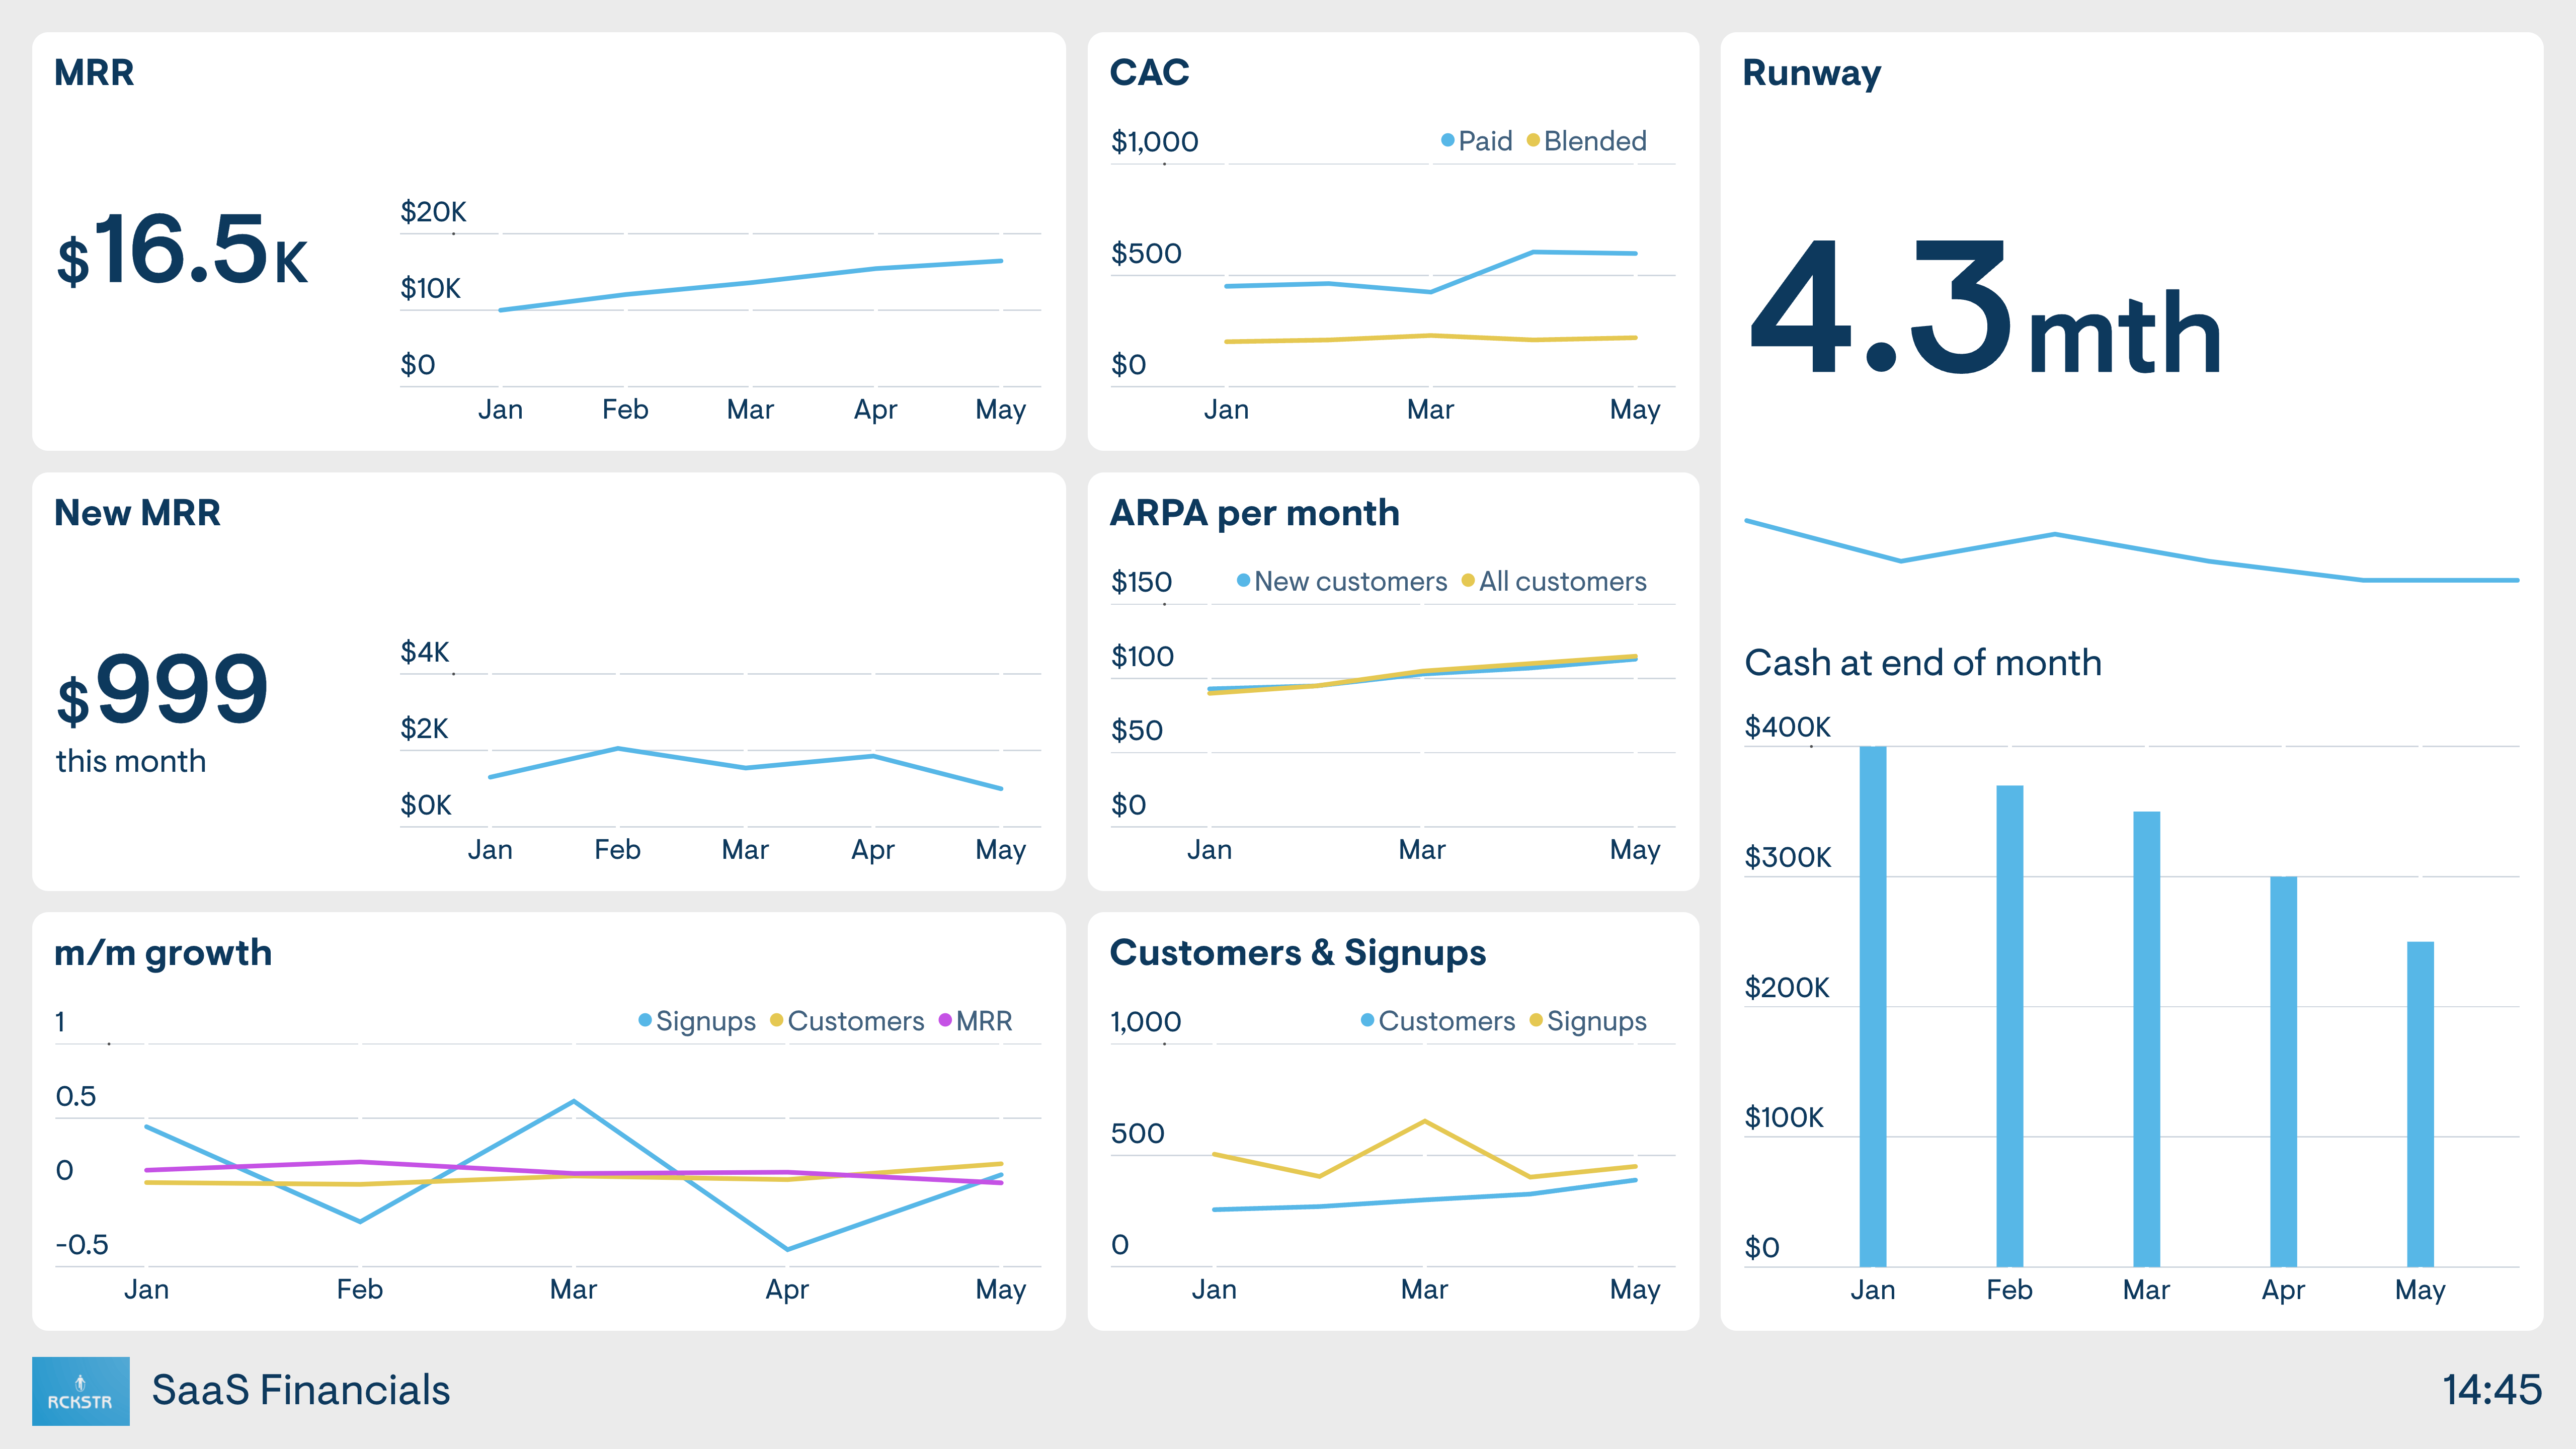 MRR
$16.5K
$20K
$10K
$0
Jan Feb Mar Apr May
CAC
$1,000
Paid Blended
$500
$0
Jan Mar May
Runway
4.3mth
Cash at end of month
$400K
$300K
$200K
$100K
$0
Jan Feb Mar Apr May
New MRR
$999
this month
$4K
$2K
$0K
Jan Feb Mar Apr May
ARPA per month
$150
New customers All customers
$100
$50
$0
Jan Mar May
m/m growth
1
Signups Customers MRR
0.5
0
-0.5
Jan Feb Mar Apr May
Customers & Signups
1,000
Customers Signups
500
0
Jan Mar May
RCKSTR
SaaS Financials
14:45